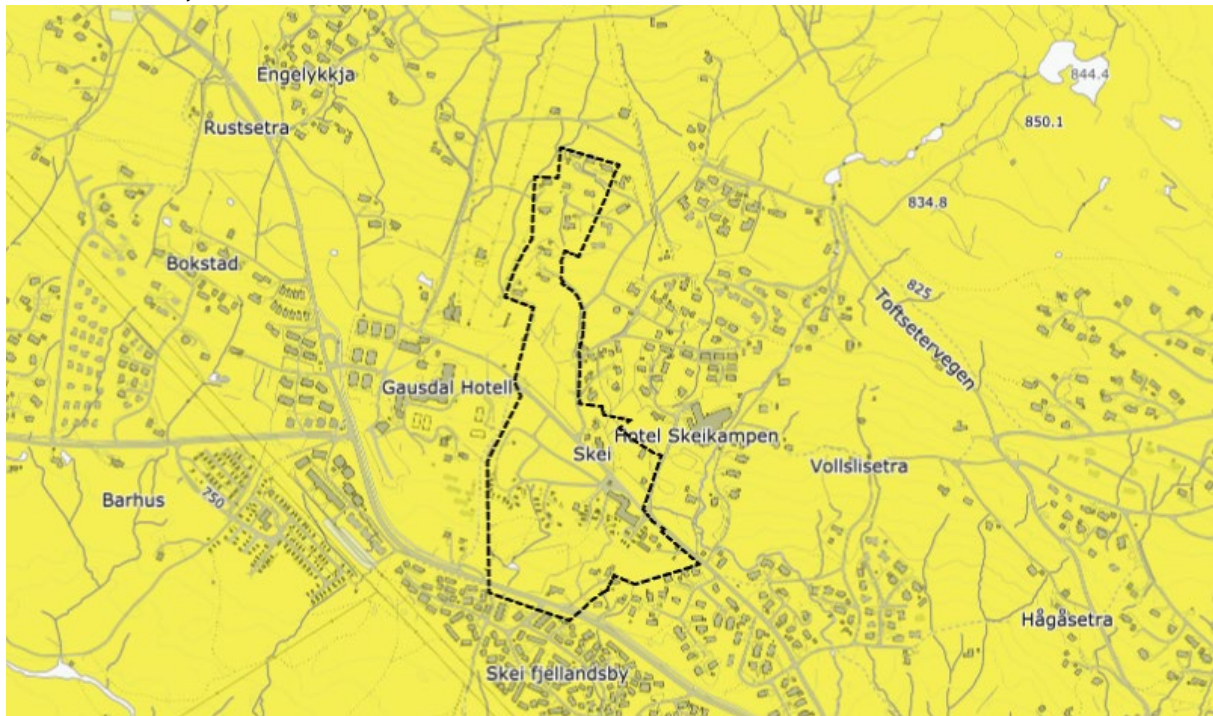 Engelykkja
844.4
850.1
Rustsetra
834.8
Bokstad
825
Toftsetervegen
Gausdal Hotell
Hotel Skeikampen
Skei
Vollslisetra
Barhus
750
Hågåsetra
Skei fjellandsby